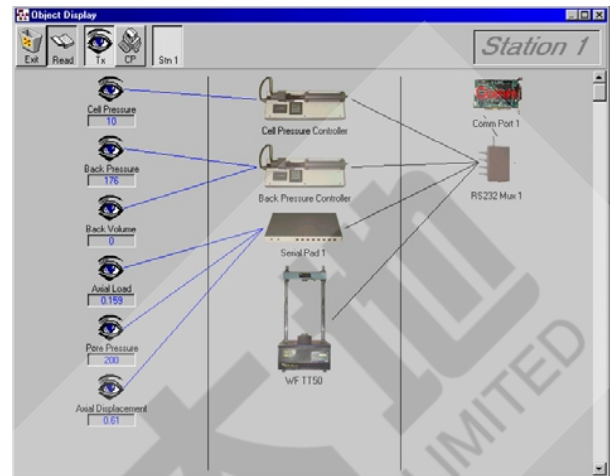 Object Display
Exit
Read
Tx
CP
Stn 1
Station 1
Cell Pressure
10
Back Pressure
176
Back Volume
0
Axial Load
0.159
Pore Pressure
200
Axial Displacement
0.61
Cell Pressure Controller
Back Pressure Controller
Serial Pad 1
WF TT50
Comm
Comm Port 1
RS232 Mux 1
LIMITED